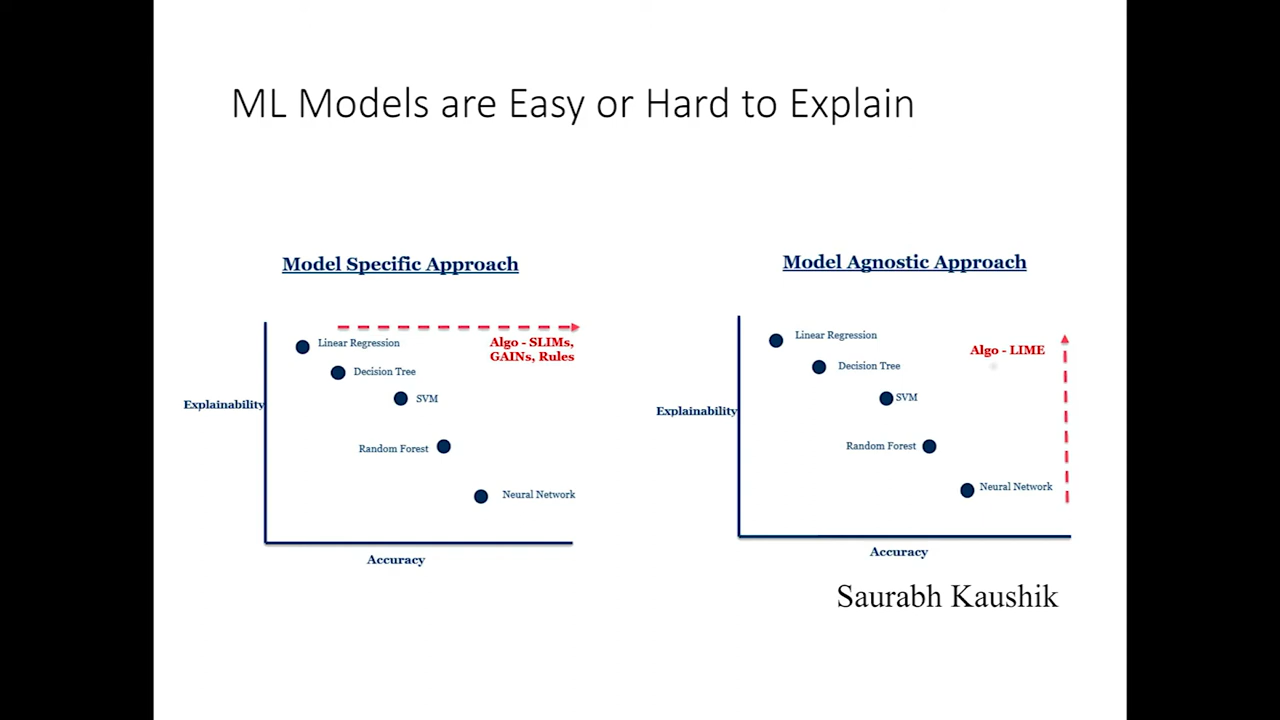 ML Models are Easy or Hard to Explain
Model Specific Approach
Linear Regression
Algo - SLIMs,
GAINs, Rules
Decision Tree
SVM
Explainability
Random Forest
Neural Network
Accuracy
Model Agnostic Approach
Linear Regression
Algo - LIME
Decision Tree
SVM
Explainability
Random Forest
Neural Network
Accuracy
Saurabh Kaushik